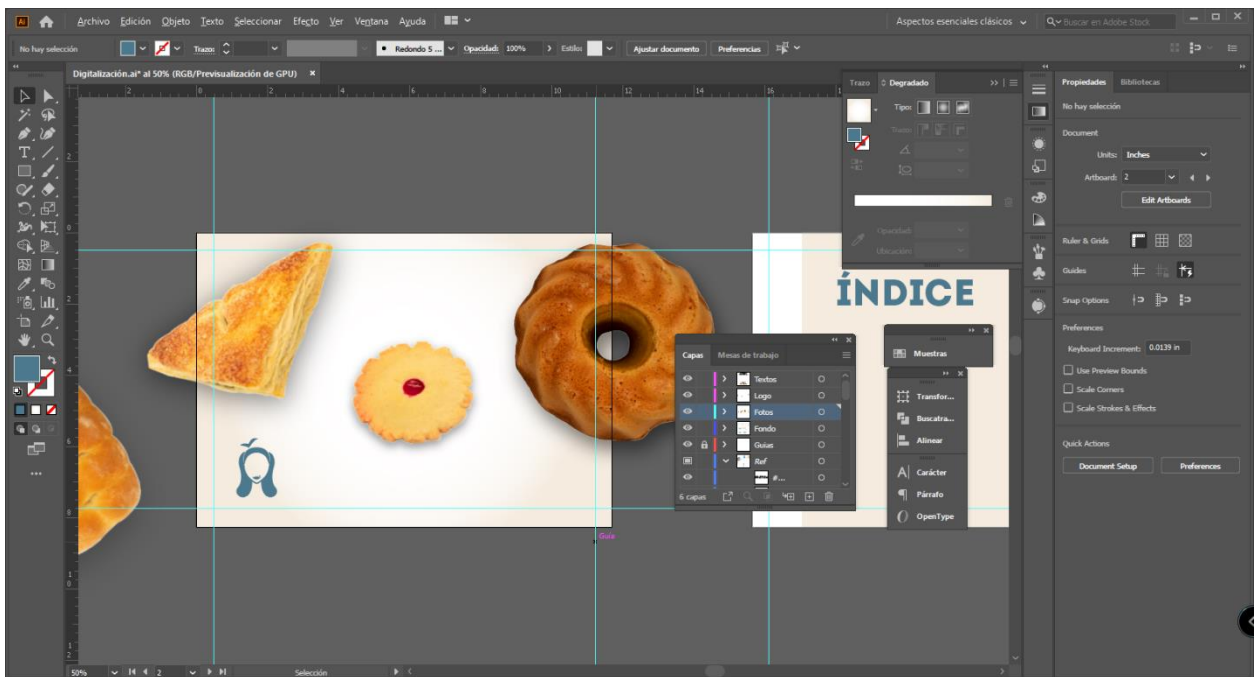 Ai Archivo Edición Objeto Texto Seleccionar Efecto Ver Ventana Ayuda
Aspectos esenciales clásicos
Buscar en Adobe Stock
No hay selección
Trazo:
Redondo 5 ...
Opacidad: 100%
Estilo:
Ajustar documento
Preferencias
Digitalización.ai* al 50% (RGB/Previsualización de GPU) ×
Trazo
Degradado
Tipo:
Trazo:
Opacidad:
Ubicación:
Propiedades
Bibliotecas
No hay selección
Document
Units: Inches
Artboard: 2
Edit Artboards
Ruler & Grids
Guides
Snap Options
Preferences
Keyboard Increment: 0.0139 in
Use Preview Bounds
Scale Corners
Scale Strokes & Effects
Quick Actions
Document Setup
Preferences
ÍNDICE
Capas
Mesas de trabajo
Textos
Logo
Fotos
Fondo
Guias
Ref
#...
6 capas
Muestras
Transfor...
Buscatra...
Alinear
Carácter
Párrafo
OpenType
Guía
50%
2
Selección